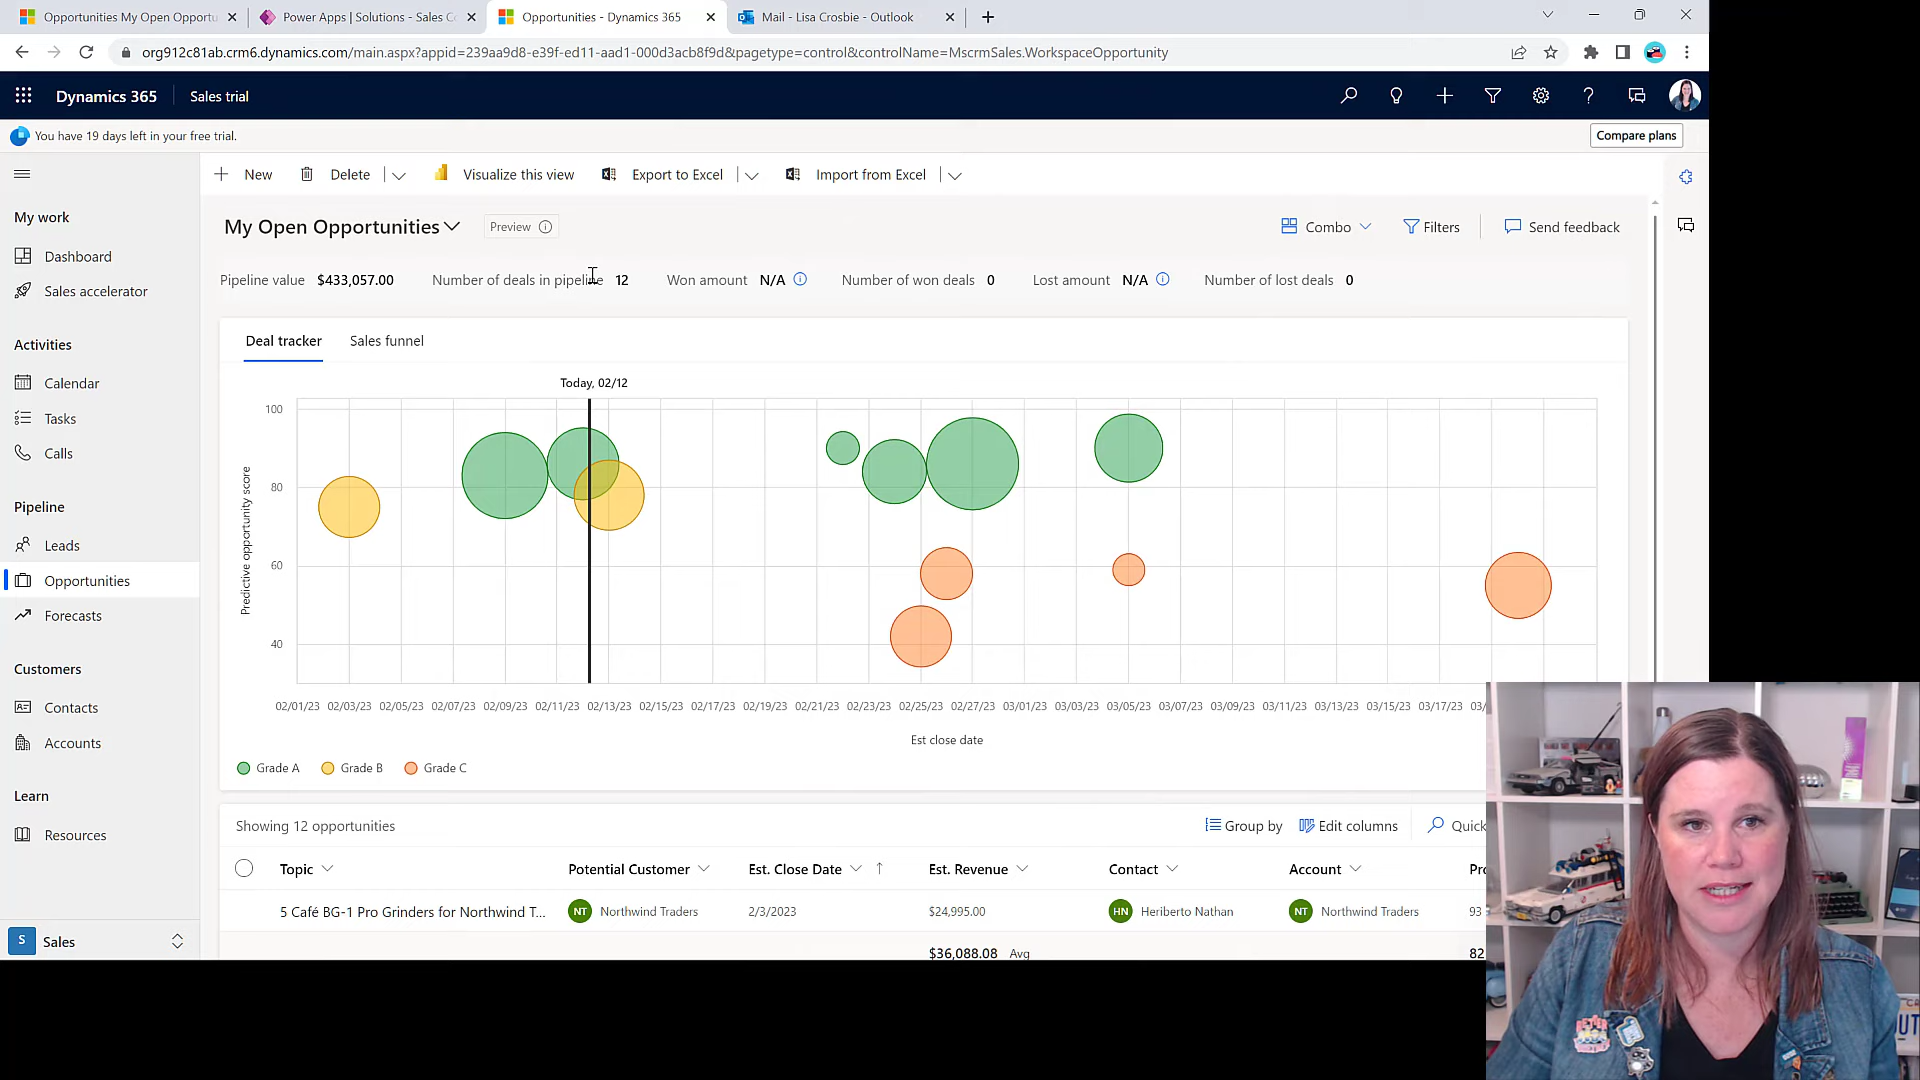 Opportunities My Open Opportu
Power Apps | Solutions - Sales Co
Opportunities - Dynamics 365
Mail - Lisa Crosbie - Outlook
org912c81ab.crm6.dynamics.com/main.aspx?appid=239aa9d8-e39f-ed11-aad1-000d3acb8f9d&pagetype=control&controlName=MscrmSales.WorkspaceOpportunity
Dynamics 365 Sales trial
You have 19 days left in your free trial. Compare plans
New Delete Visualize this view Export to Excel Import from Excel
My work
Dashboard
Sales accelerator
Activities
Calendar
Tasks
Calls
Pipeline
Leads
Opportunities
Forecasts
Customers
Contacts
Accounts
Learn
Resources
S Sales
My Open Opportunities Preview Combo Filters Send feedback
Pipeline value $433,057.00 Number of deals in pipeline 12 Won amount N/A Number of won deals 0 Lost amount N/A Number of lost deals 0
Deal tracker Sales funnel
Today, 02/12
100
80
60
40
Predictive opportunity score
02/01/23 02/03/23 02/05/23 02/07/23 02/09/23 02/11/23 02/13/23 02/15/23 02/17/23 02/19/23 02/21/23 02/23/23 02/25/23 02/27/23 03/01/23 03/03/23 03/05/23 03/07/23 03/09/23 03/11/23 03/13/23 03/15/23 03/17/23 03/
Est close date
Grade A Grade B Grade C
Showing 12 opportunities Group by Edit columns Quick
Topic Potential Customer Est. Close Date Est. Revenue Contact Account Pr
5 Café BG-1 Pro Grinders for Northwind T... NT Northwind Traders 2/3/2023 $24,995.00 HN Heriberto Nathan NT Northwind Traders 93
$36,088.08 Avg 82